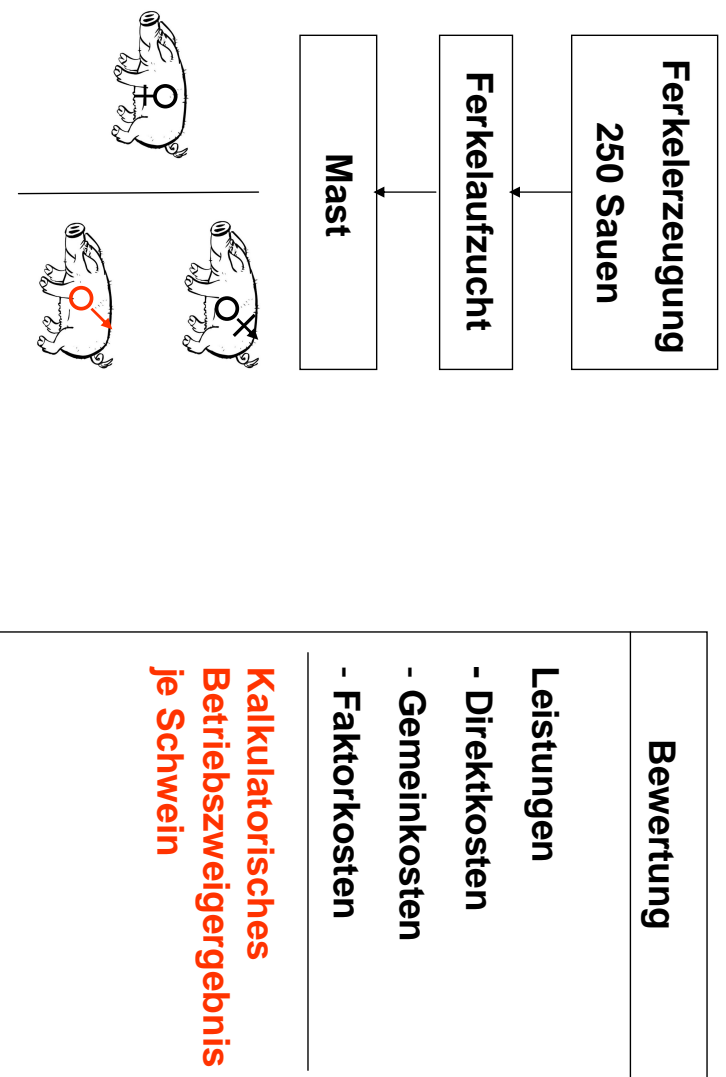 Ferkelerzeugung
250 Sauen
Ferkelaufzucht
Mast
Bewertung
Leistungen
- Direktkosten
- Gemeinkosten
- Faktorkosten
Kalkulatorisches
Betriebszweigergebnis
je Schwein